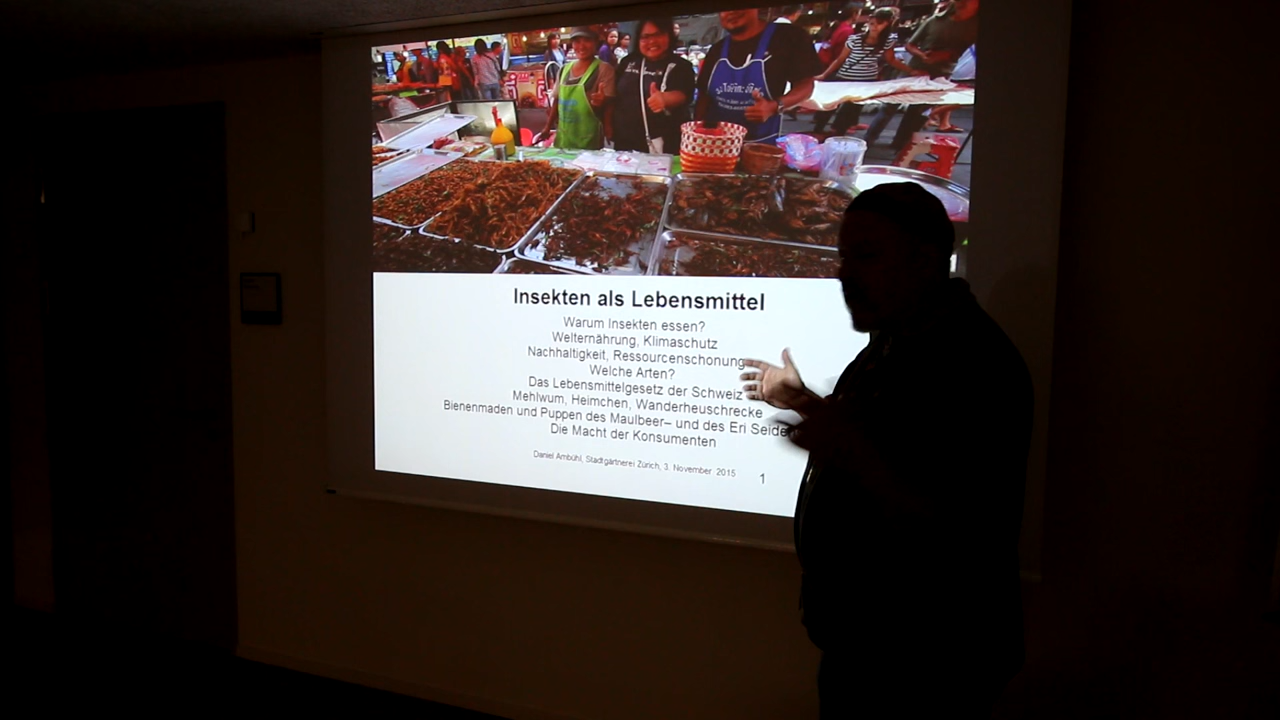 Insekten als Lebensmittel
Warum Insekten essen?
Welternährung, Klimaschutz
Nachhaltigkeit, Ressourcenschonung
Welche Arten?
Das Lebensmittelgesetz der Schweiz
Mehlwum, Heimchen, Wanderheuschrecke
Bienenmaden und Puppen des Maulbeer– und des Eri Seide
Die Macht der Konsumenten
Daniel Ambühl, Stadtgärtnerei Zürich, 3. November 2015
1